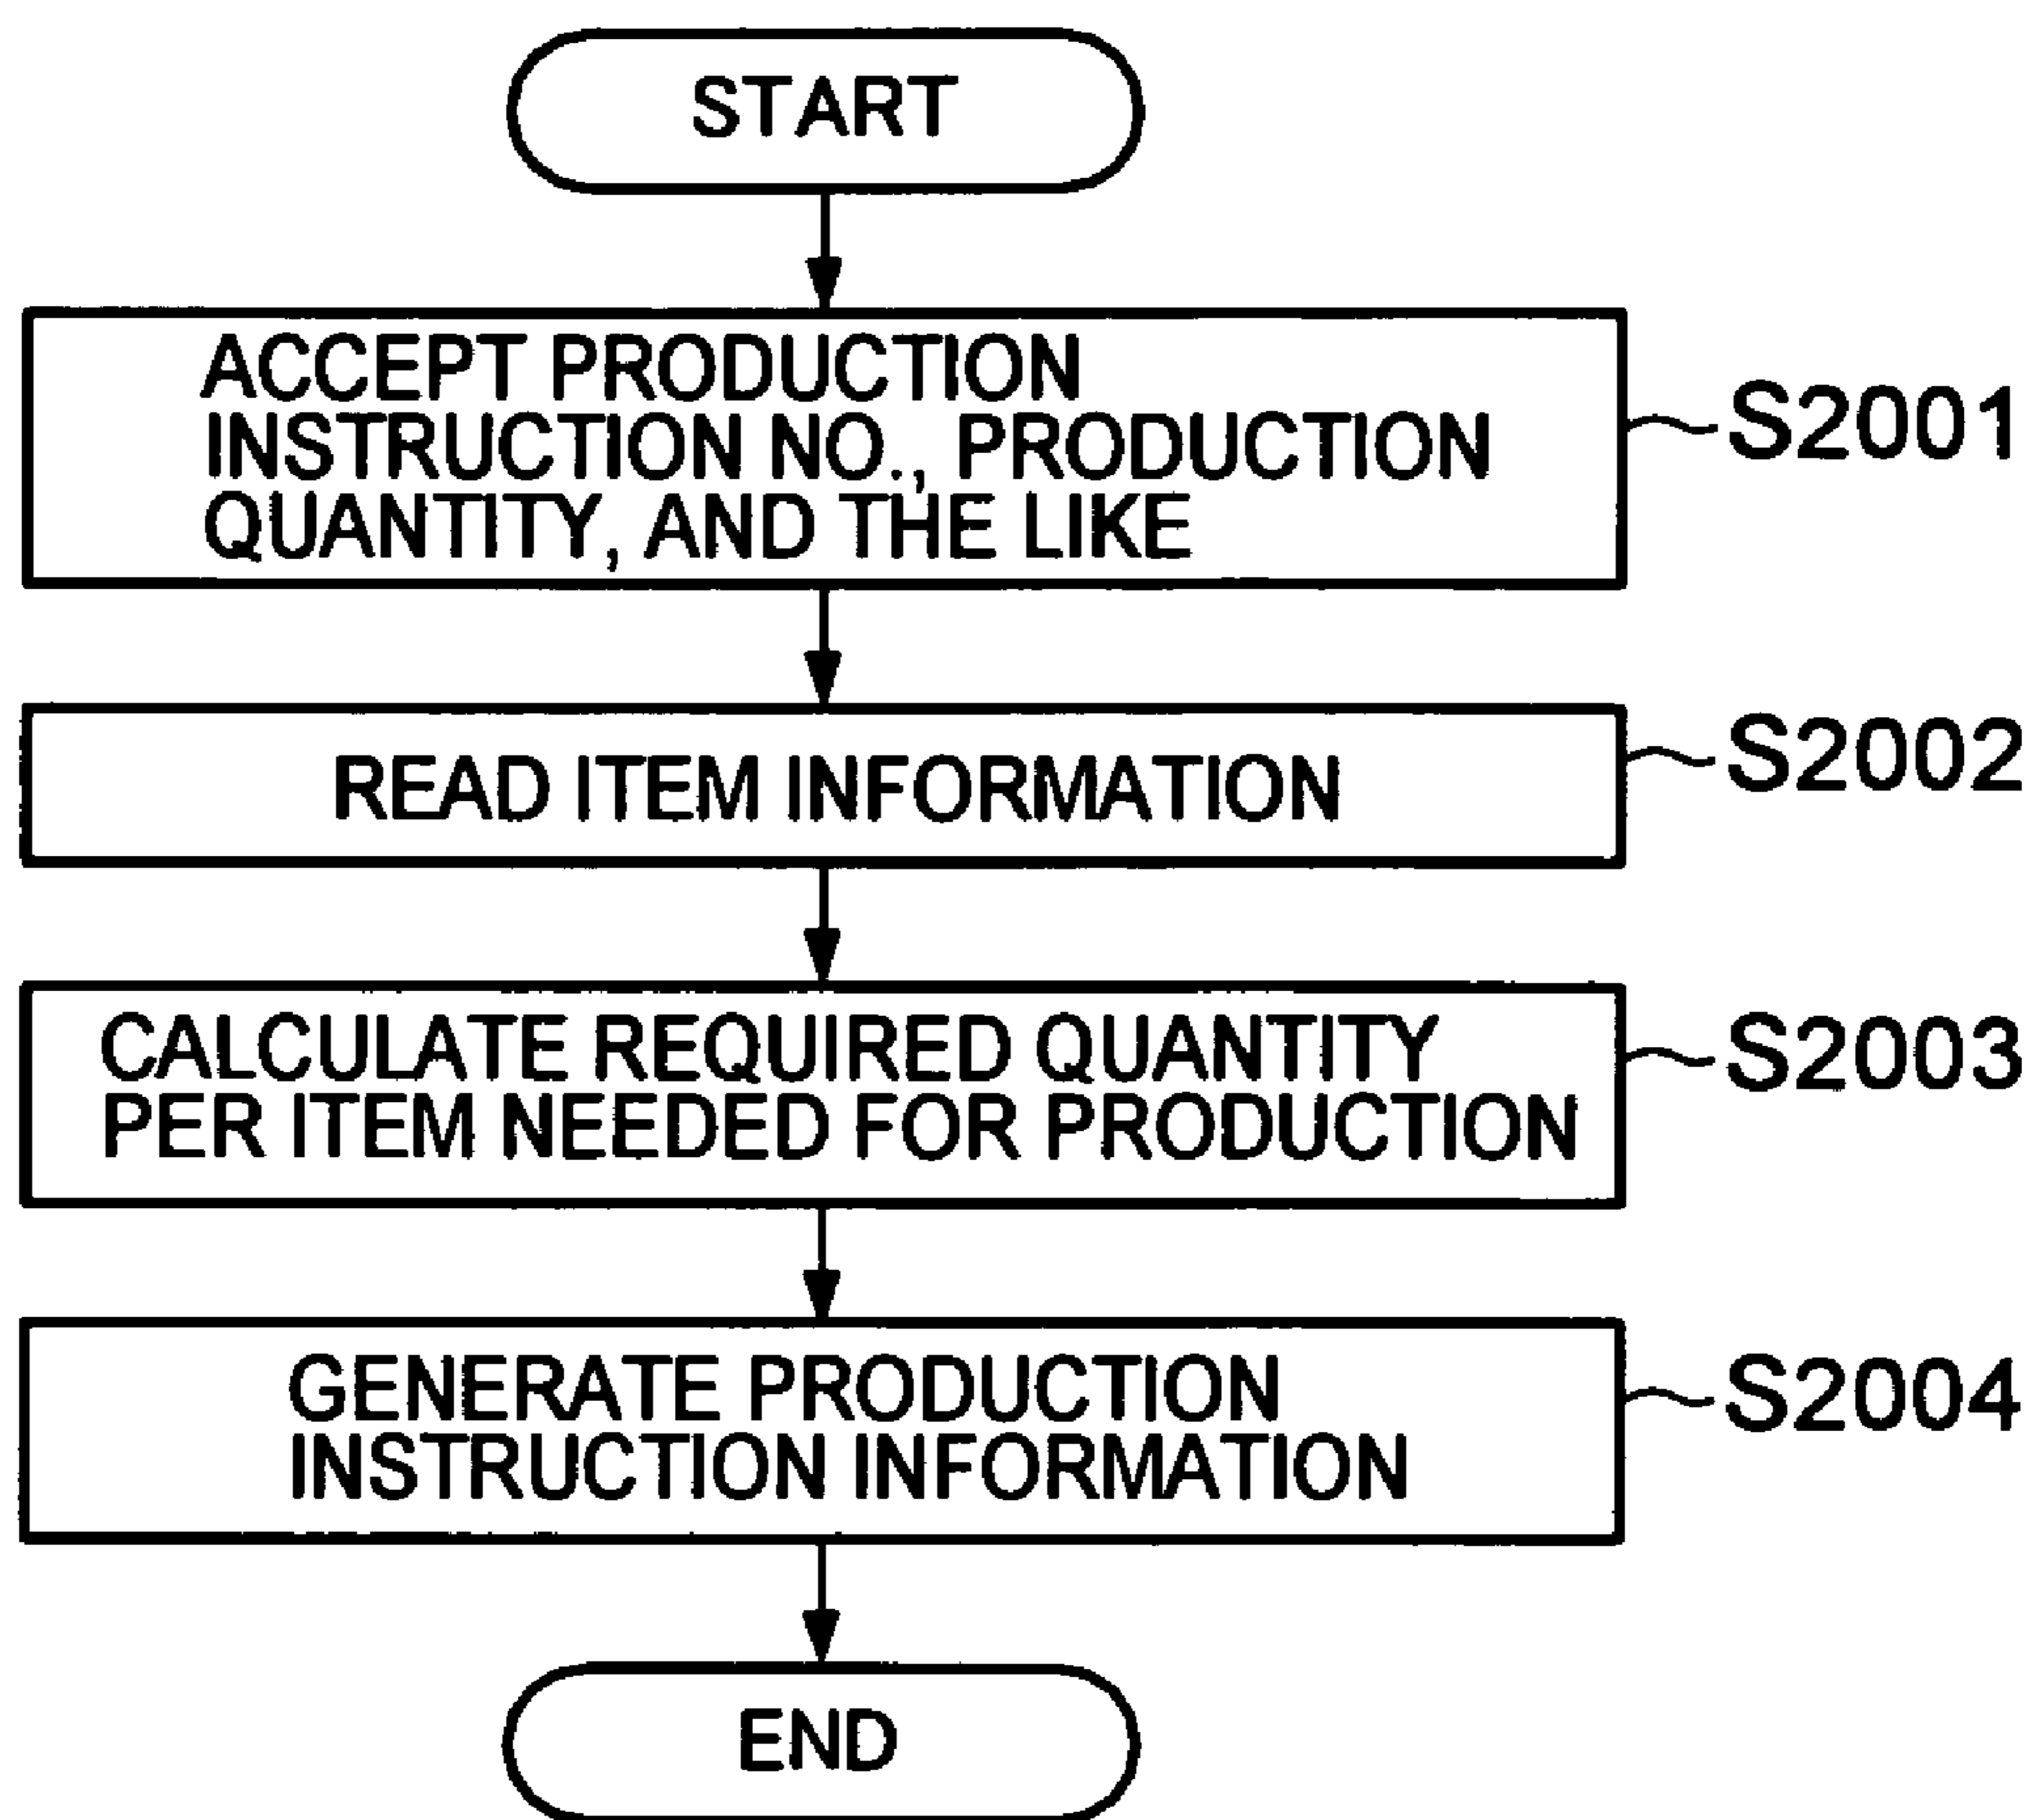 START
ACCEPT PRODUCTION
INSTRUCTION NO., PRODUCTION
QUANTITY, AND THE LIKE
S2001
READ ITEM INFORMATION
S2002
CALCULATE REQUIRED QUANTITY
PER ITEM NEEDED FOR PRODUCTION
S2003
GENERATE PRODUCTION
INSTRUCTION INFORMATION
S2004
END